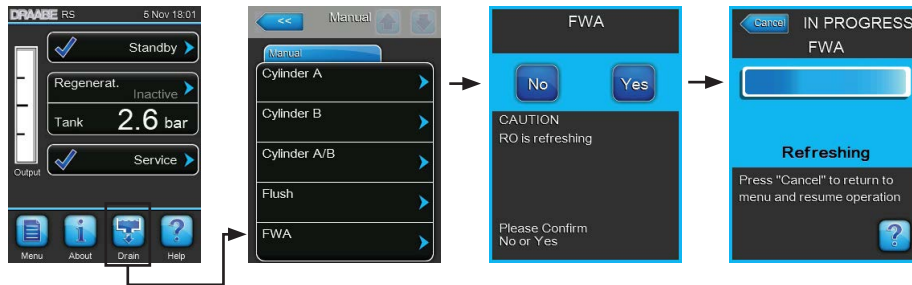 DRAABE RS 5 Nov 18:01
Standby
Regenerat.
Inactive
Tank 2.6 bar
Service
Output
Menu About Drain Help
<< Manual
Manual
Cylinder A
Cylinder B
Cylinder A/B
Flush
FWA
FWA
No Yes
CAUTION
RO is refreshing
Please Confirm
No or Yes
Cancel IN PROGRESS
FWA
Refreshing
Press "Cancel" to return to
menu and resume operation
?